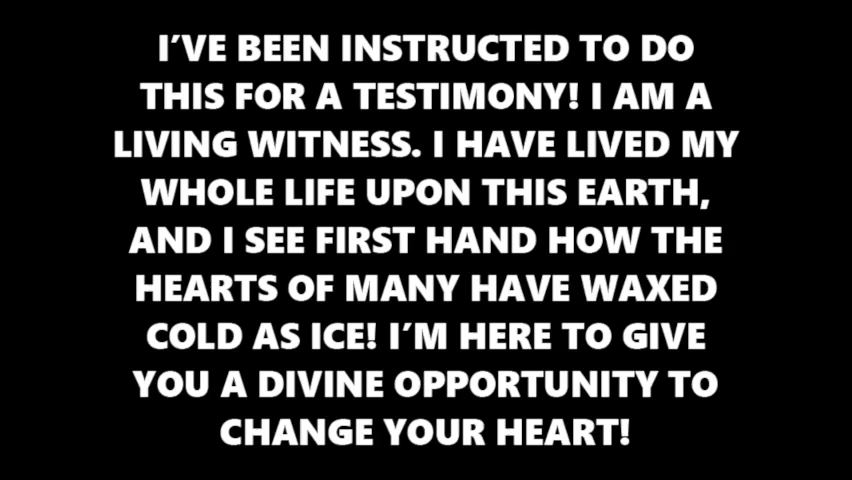 I’VE BEEN INSTRUCTED TO DO
THIS FOR A TESTIMONY! I AM A
LIVING WITNESS. I HAVE LIVED MY
WHOLE LIFE UPON THIS EARTH,
AND I SEE FIRST HAND HOW THE
HEARTS OF MANY HAVE WAXED
COLD AS ICE! I’M HERE TO GIVE
YOU A DIVINE OPPORTUNITY TO
CHANGE YOUR HEART!